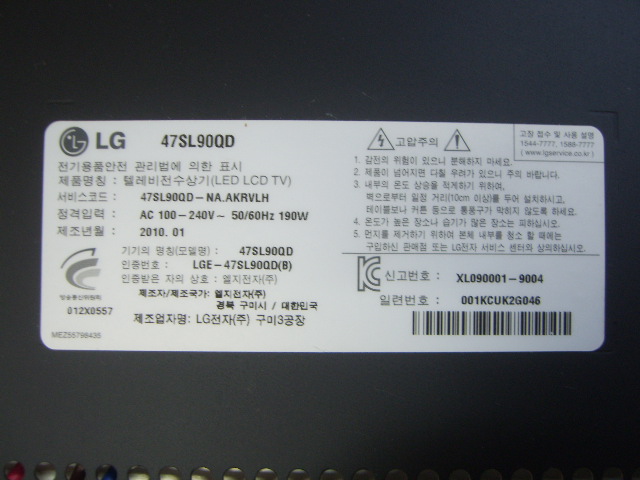 LG 47SL90QD
전기용품안전 관리법에 의한 표시
제품명칭 : 텔레비전수상기(LED LCD TV)
서비스코드 : 47SL90QD-NA.AKRVLH
정격입력 : AC 100-240V~ 50/60Hz 190W
제조년월 : 2010. 01
기기의 명칭(모델명) : 47SL90QD
인증번호 : LGE-47SL90QD(B)
인증받은 자의 상호 : 엘지전자(주)
제조자/제조국가: 엘지전자(주)
경북 구미시 / 대한민국
제조업자명: LG전자(주) 구미3공장
방송통신위원회
012X0557
MEZ55798435
고압주의
고장 접수 및 사용 설명
1544-7777, 1588-7777
( www.lgservice.co.kr )
1. 감전의 위험이 있으니 분해하지 마세요.
2. 제품이 넘어지면 다칠 우려가 있으니 주의 바랍니다.
3. 내부의 온도 상승을 적게하기 위하여,
벽으로부터 일정 거리(10cm 이상)를 두어 설치하시고,
테이블보나 커튼 등으로 통풍구가 막히지 않도록 하십시오.
4. 온도가 높은 장소나 습기가 많은 장소는 피하십시오.
5. 먼지를 제거하기 위하여 본체 내부를 청소 할 때에는
구입하신 판매점 또는 LG전자 서비스 센터와 상의하십시오.
신고번호 : XL090001-9004
일련번호 : 001KCUK2G046